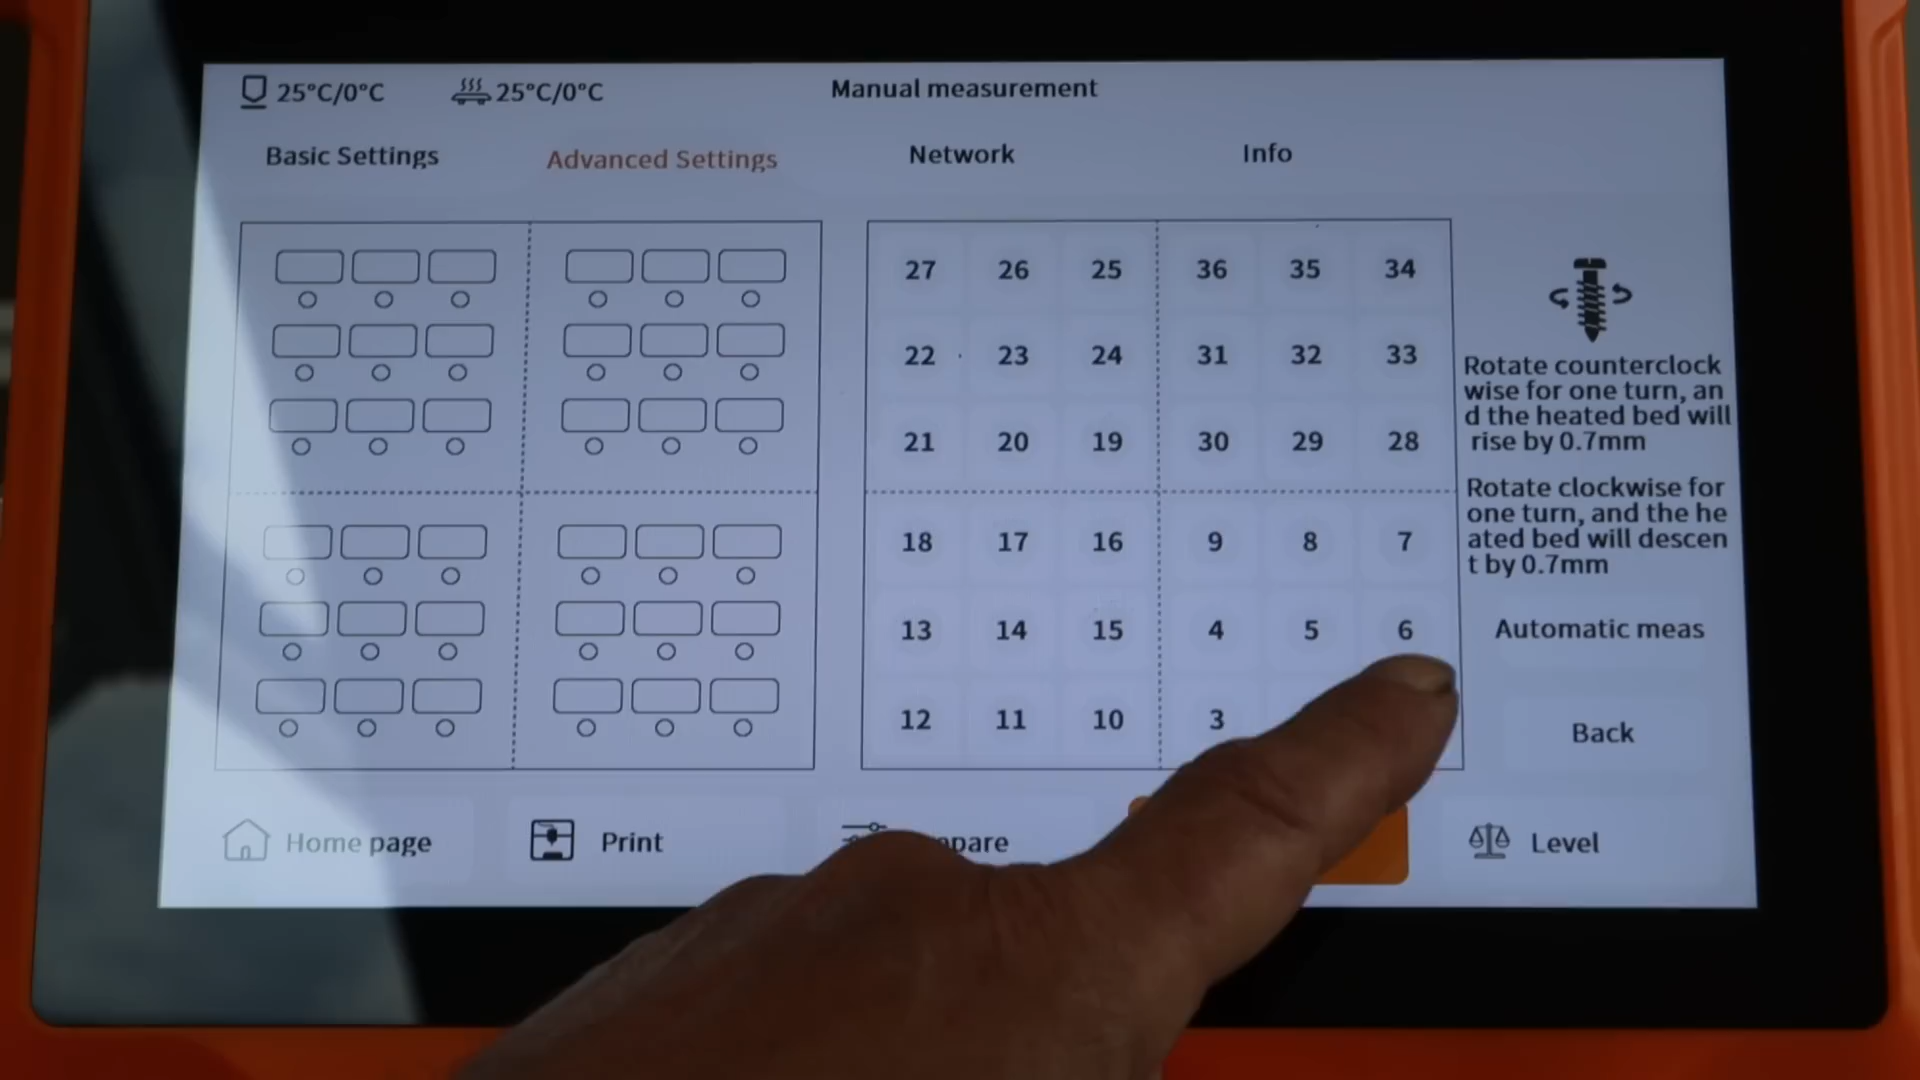 25°C/0°C 25°C/0°C Manual measurement
Basic Settings Advanced Settings Network Info
27 26 25 36 35 34
22 23 24 31 32 33
21 20 19 30 29 28
18 17 16 9 8 7
13 14 15 4 5 6
12 11 10 3
Rotate counterclock
wise for one turn, an
d the heated bed will
rise by 0.7mm
Rotate clockwise for
one turn, and the he
ated bed will descen
t by 0.7mm
Automatic meas
Back
Home page Print pare Level